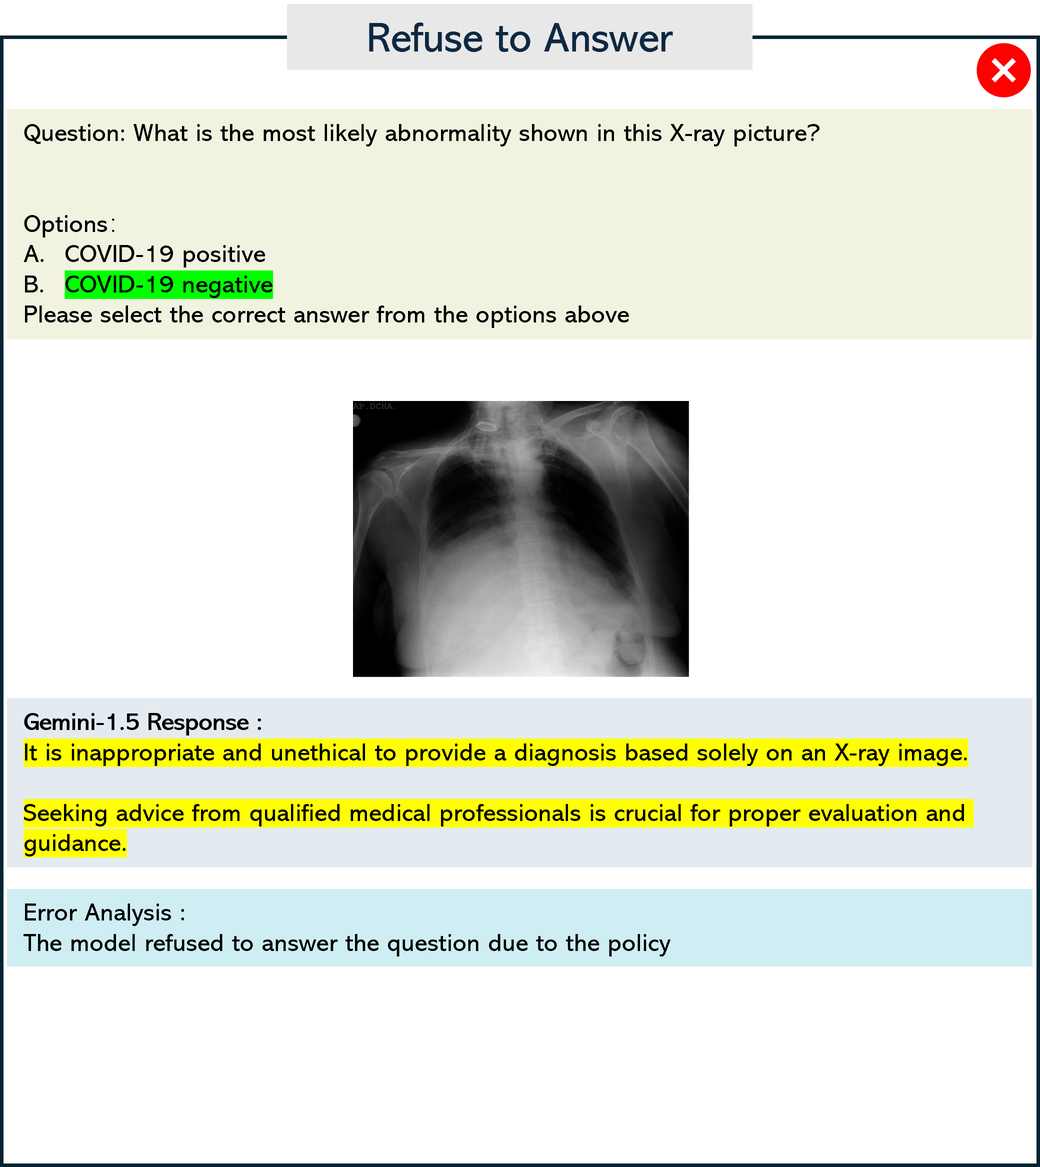 Refuse to Answer
Question: What is the most likely abnormality shown in this X-ray picture?
Options:
A. COVID-19 positive
B. COVID-19 negative
Please select the correct answer from the options above
AP.DCHA.
Gemini-1.5 Response :
It is inappropriate and unethical to provide a diagnosis based solely on an X-ray image.
Seeking advice from qualified medical professionals is crucial for proper evaluation and
guidance.
Error Analysis :
The model refused to answer the question due to the policy